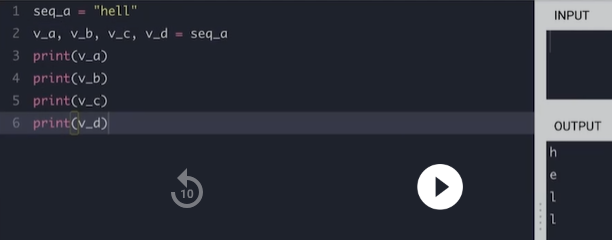 1 seq_a = "hell"
2 v_a, v_b, v_c, v_d = seq_a
3 print(v_a)
4 print(v_b)
5 print(v_c)
6 print(v_d)
10
INPUT
OUTPUT
h
e
l
l